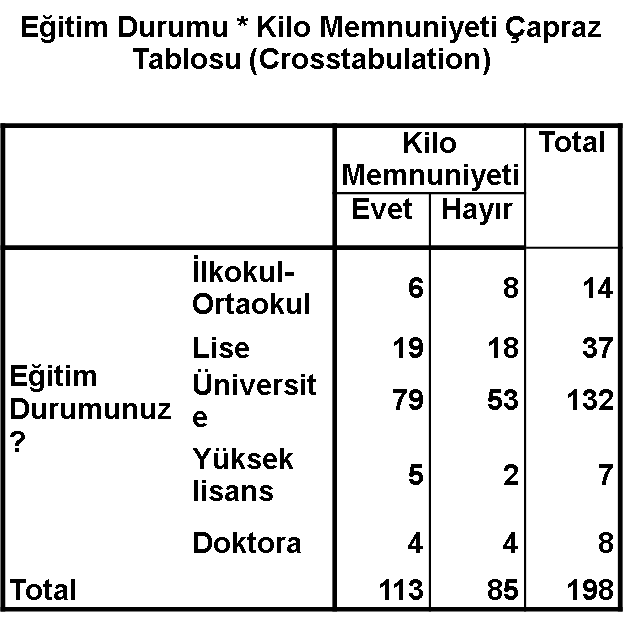 Eğitim Durumu * Kilo Memnuniyeti Çapraz
Tablosu (Crosstabulation)
Kilo
Memnuniyeti
Total
Evet Hayır
İlkokul-
Ortaokul 6 8 14
Lise 19 18 37
Eğitim
Durumunuz
?
Üniversit
e 79 53 132
Yüksek
lisans 5 2 7
Doktora 4 4 8
Total 113 85 198